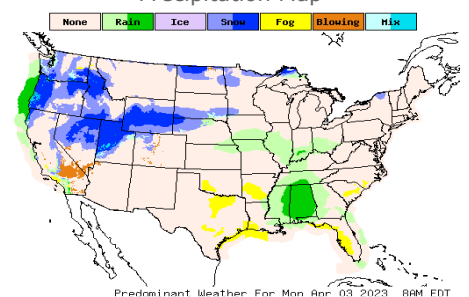 Precipitation Map
None Rain Ice Snow Fog Blowing Mix
Predominant Weather For Mon Apr 03 2023 8AM EDT